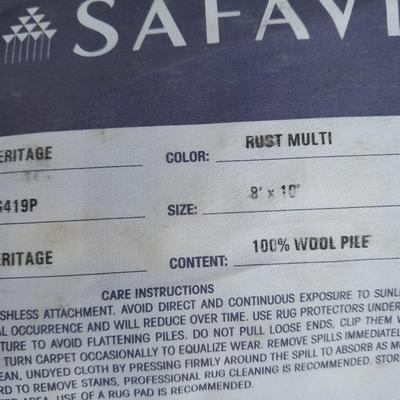 SAFAVI
ERITAGE COLOR: RUST MULTI
G419P SIZE: 8' x 10'
ERITAGE CONTENT: 100% WOOL PILE
CARE INSTRUCTIONS
SHLESS ATTACHMENT. AVOID DIRECT AND CONTINUOUS EXPOSURE TO SUNLI
AL OCCURRENCE AND WILL REDUCE OVER TIME. USE RUG PROTECTORS UNDER
TURE TO AVOID FLATTENING PILES. DO NOT PULL LOOSE ENDS, CLIP THEM W
TURN CARPET OCCASIONALLY TO EQUALIZE WEAR. REMOVE SPILLS IMMEDIATEL
EAN, UNDYED CLOTH BY PRESSING FIRMLY AROUND THE SPILL TO ABSORB AS M
RD TO REMOVE STAINS, PROFESSIONAL RUG CLEANING IS RECOMMENDED. STOR
ED AREA. USE OF A RUG PAD IS RECOMMENDED.